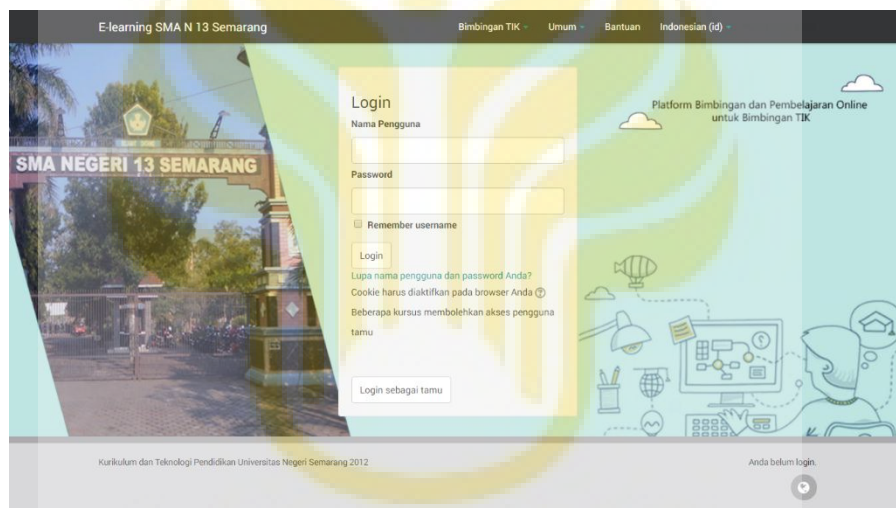 E-learning SMA N 13 Semarang
Bimbingan TIK Umum Bantuan Indonesian (id)
SMA NEGERI 13 SEMARANG
Login
Nama Pengguna
Password
Remember username
Login
Lupa nama pengguna dan password Anda?
Cookie harus diaktifkan pada browser Anda
Beberapa kursus membolehkan akses pengguna
tamu
Login sebagai tamu
Platform Bimbingan dan Pembelajaran Online
untuk Bimbingan TIK
Kurikulum dan Teknologi Pendidikan Universitas Negeri Semarang 2012
Anda belum login.